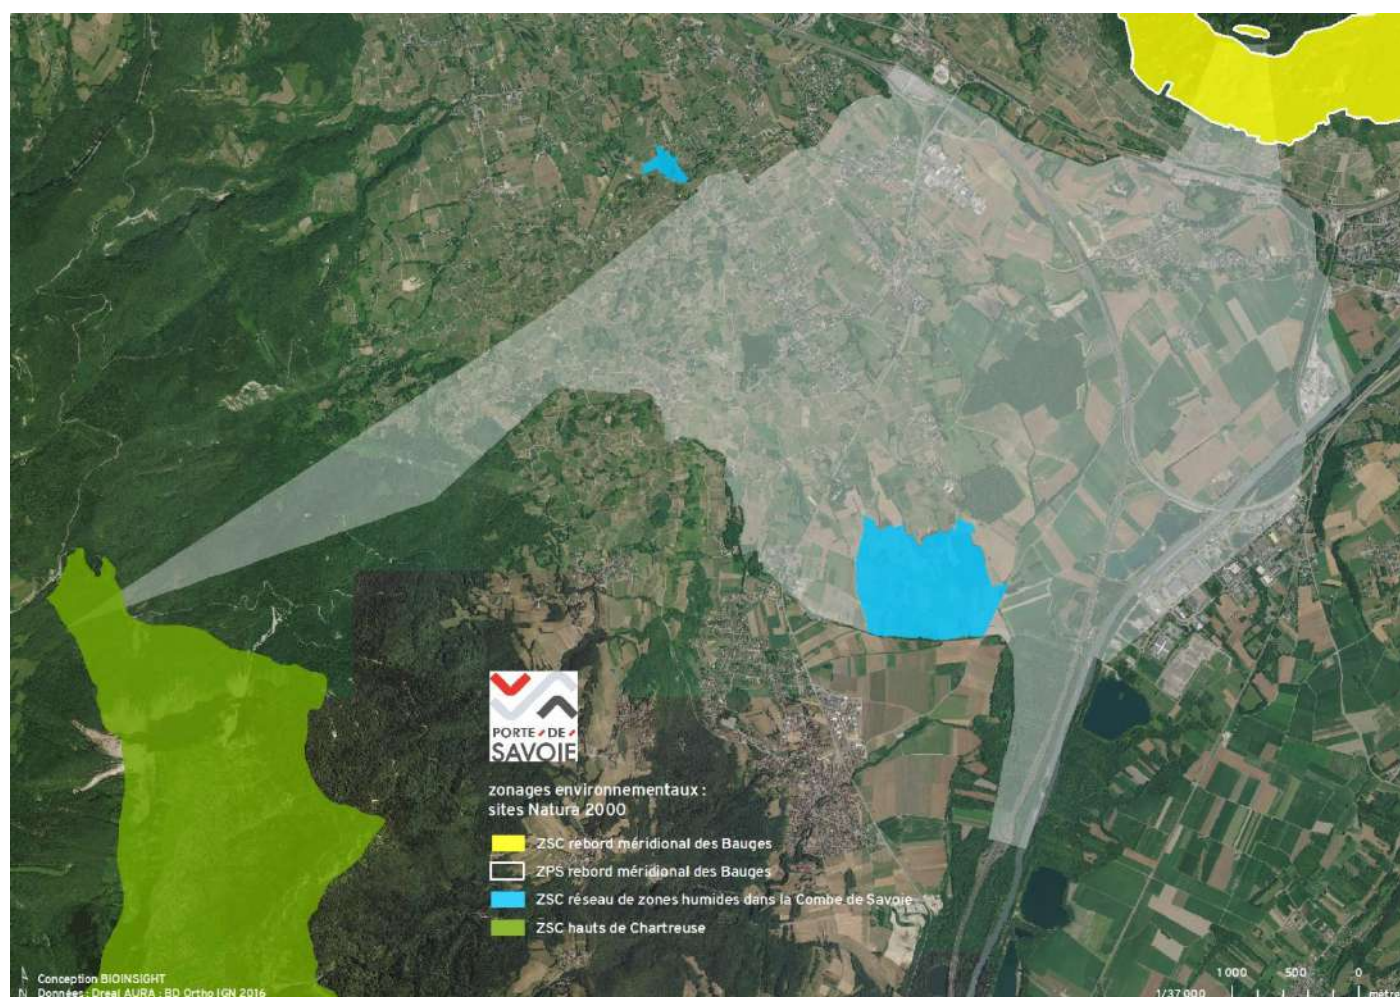 PORTE DE
SAVOIE
zonages environnementaux :
sites Natura 2000
ZSC rebord méridional des Bauges
ZPS rebord méridional des Bauges
ZSC réseau de zones humides dans la Combe de Savoie
ZSC hauts de Chartreuse
Conception BIOINSIGHT
N Données : Dreal AURA ; BD Ortho IGN 2016
1 000 500 0
1/37 000